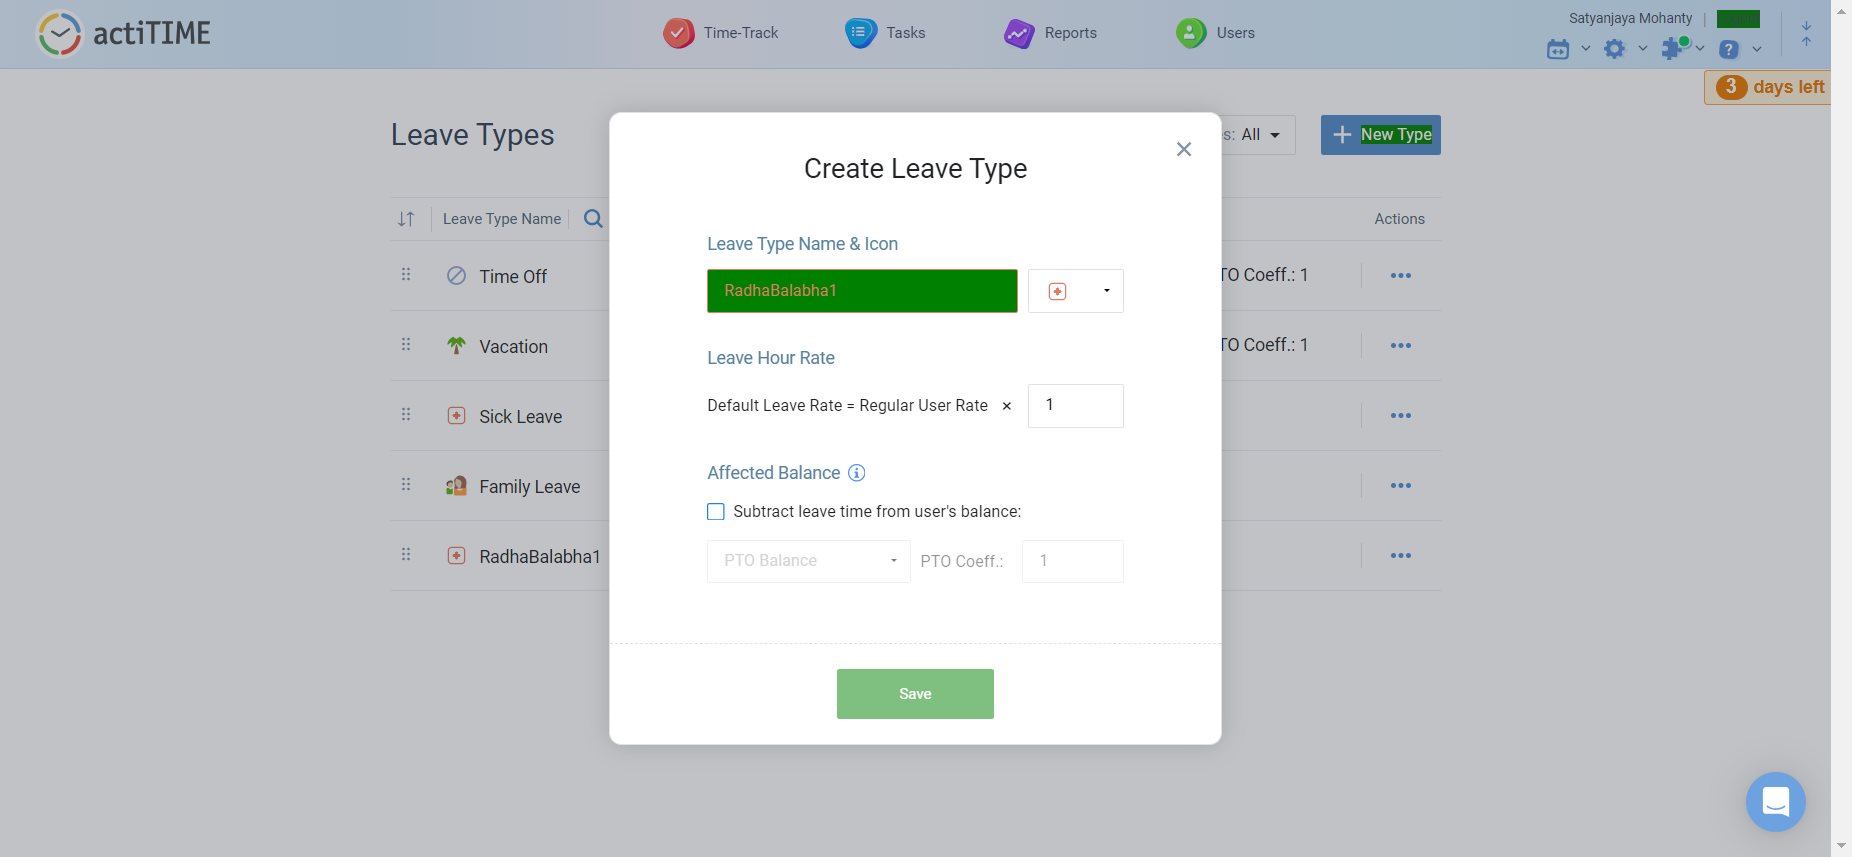 actiTIME
Time-Track
Tasks
Reports
Users
Satyanjaya Mohanty
3 days left
Leave Types
s: All
New Type
Leave Type Name
Actions
Time Off
TO Coeff.: 1
Vacation
TO Coeff.: 1
Sick Leave
Family Leave
RadhaBalabha1
Create Leave Type
Leave Type Name & Icon
RadhaBalabha1
Leave Hour Rate
Default Leave Rate = Regular User Rate × 1
Affected Balance
Subtract leave time from user's balance:
PTO Balance
PTO Coeff.: 1
Save